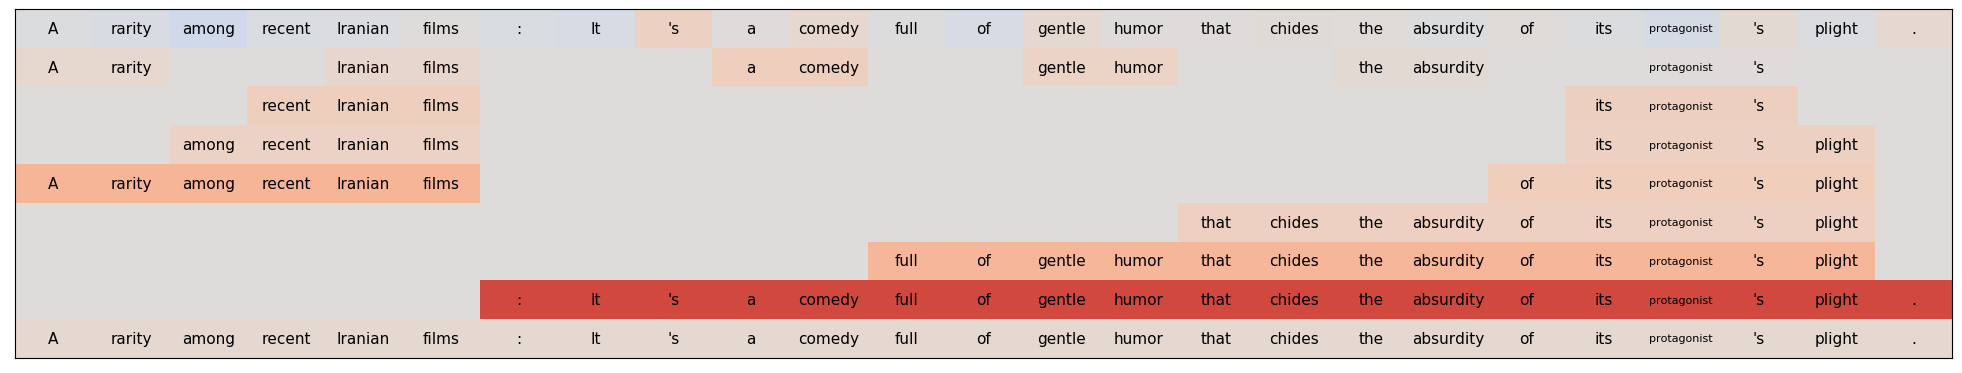 A rarity among recent Iranian films : It 's a comedy full of gentle humor that chides the absurdity of its protagonist 's plight .
A rarity Iranian films a comedy gentle humor the absurdity protagonist 's
recent Iranian films its protagonist 's
among recent Iranian films its protagonist 's plight
A rarity among recent Iranian films of its protagonist 's plight
that chides the absurdity of its protagonist 's plight
full of gentle humor that chides the absurdity of its protagonist 's plight
: It 's a comedy full of gentle humor that chides the absurdity of its protagonist 's plight .
A rarity among recent Iranian films : It 's a comedy full of gentle humor that chides the absurdity of its protagonist 's plight .